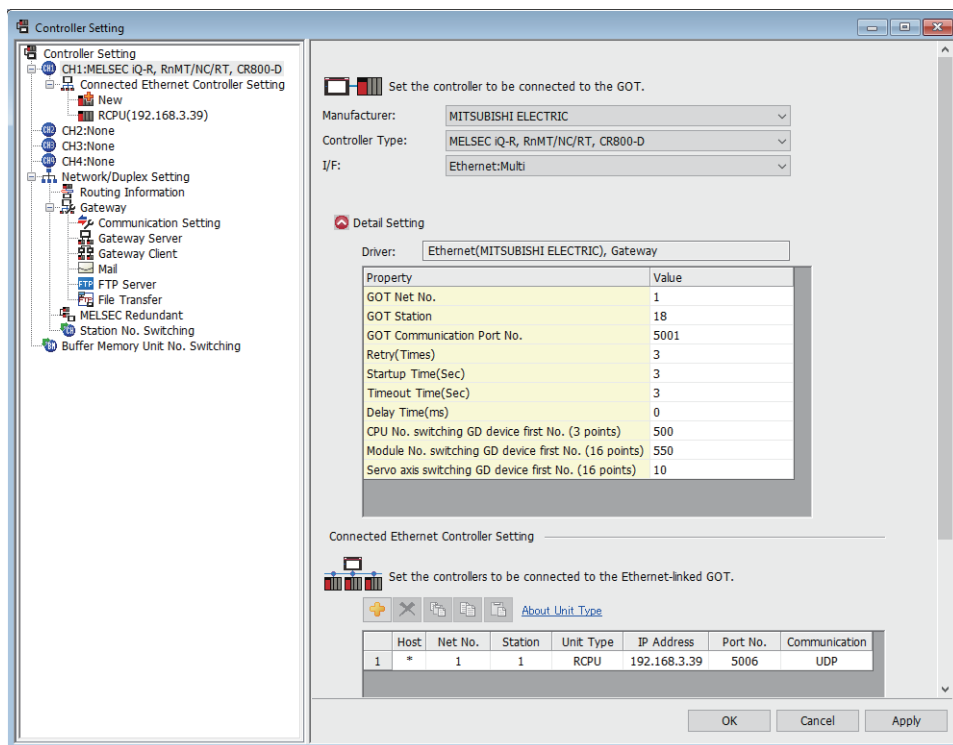 Controller Setting
Controller Setting
CH1:MELSEC iQ-R, RnMT/NC/RT, CR800-D
Connected Ethernet Controller Setting
New
RCPU(192.168.3.39)
CH2:None
CH3:None
CH4:None
Network/Duplex Setting
Routing Information
Gateway
Communication Setting
Gateway Server
Gateway Client
Mail
FTP Server
File Transfer
MELSEC Redundant
Station No. Switching
Buffer Memory Unit No. Switching
Set the controller to be connected to the GOT.
Manufacturer: MITSUBISHI ELECTRIC
Controller Type: MELSEC iQ-R, RnMT/NC/RT, CR800-D
I/F: Ethernet:Multi
Detail Setting
Driver: Ethernet(MITSUBISHI ELECTRIC), Gateway
Property Value
GOT Net No. 1
GOT Station 18
GOT Communication Port No. 5001
Retry(Times) 3
Startup Time(Sec) 3
Timeout Time(Sec) 3
Delay Time(ms) 0
CPU No. switching GD device first No. (3 points) 500
Module No. switching GD device first No. (16 points) 550
Servo axis switching GD device first No. (16 points) 10
Connected Ethernet Controller Setting
Set the controllers to be connected to the Ethernet-linked GOT.
About Unit Type
Host Net No. Station Unit Type IP Address Port No. Communication
1 * 1 1 RCPU 192.168.3.39 5006 UDP
OK Cancel Apply